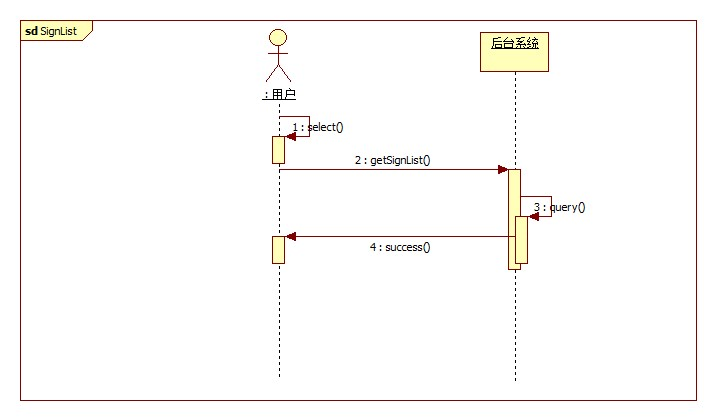 sd SignList
后台系统
: 用户
1 : select()
2 : getSignList()
3 : query()
4 : success()